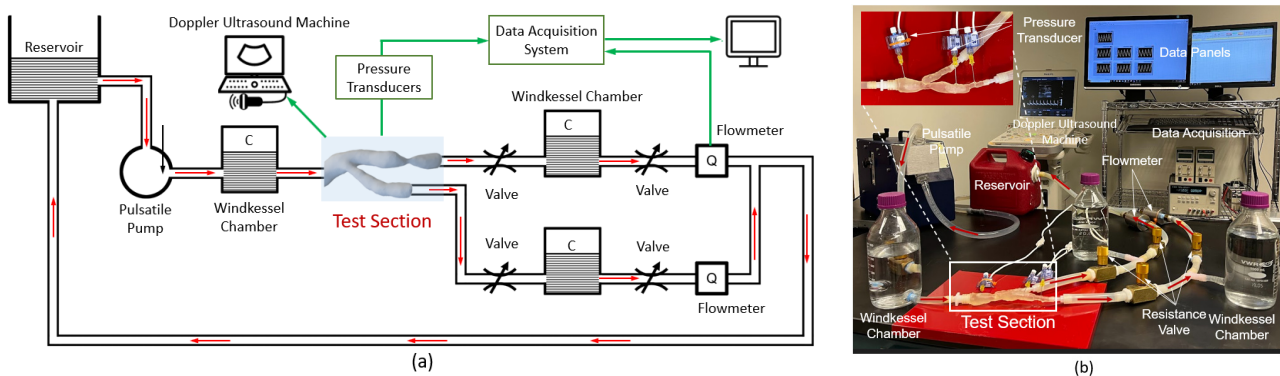 Reservoir
Doppler Ultrasound Machine
Data Acquisition
System
Pressure
Transducers
Windkessel Chamber
C
C
Flowmeter
Q
Pulsatile
Pump
Windkessel
Chamber
Test Section
Valve
Valve
Valve
Valve
C
Q
Flowmeter
(a)
Pressure
Transducer
Data Panels
Pulsatile
Pump
Doppler Ultrasound
Machine
Data Acquisition
Flowmeter
Reservoir
VWR
Windkessel
Chamber
Test Section
Resistance
Valve
Windkessel
Chamber
(b)